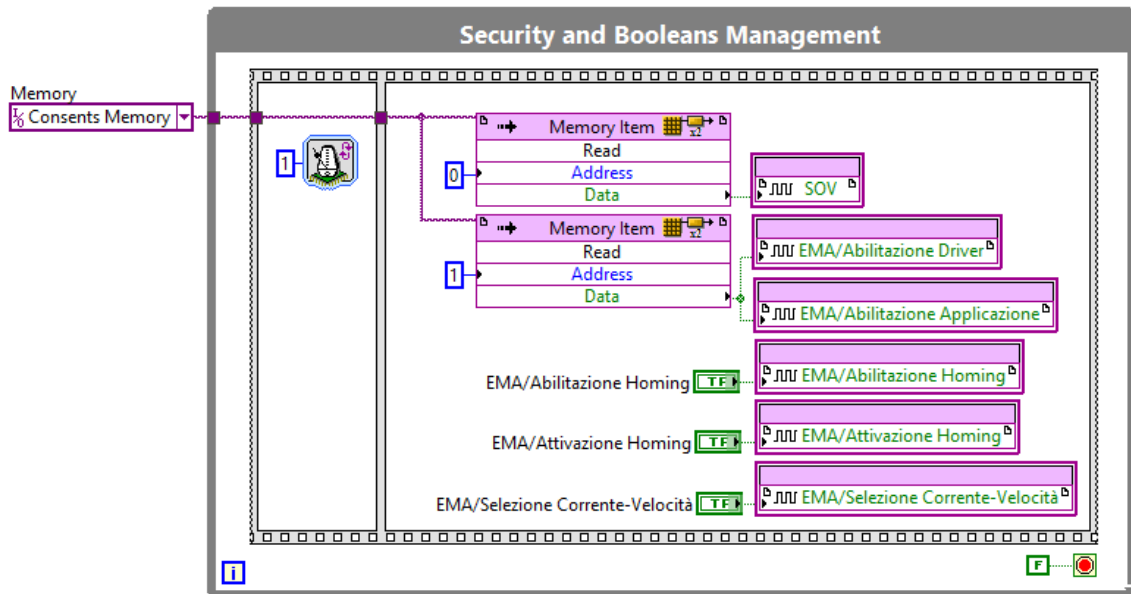 Security and Booleans Management
Memory
I/O Consents Memory
1
Memory Item
x2
Read
0
Address
Data
SOV
Memory Item
x2
Read
1
Address
Data
EMA/Abilitazione Driver
EMA/Abilitazione Applicazione
EMA/Abilitazione Homing
TF
EMA/Abilitazione Homing
EMA/Attivazione Homing
TF
EMA/Attivazione Homing
EMA/Selezione Corrente-Velocità
TF
EMA/Selezione Corrente-Velocità
i
F